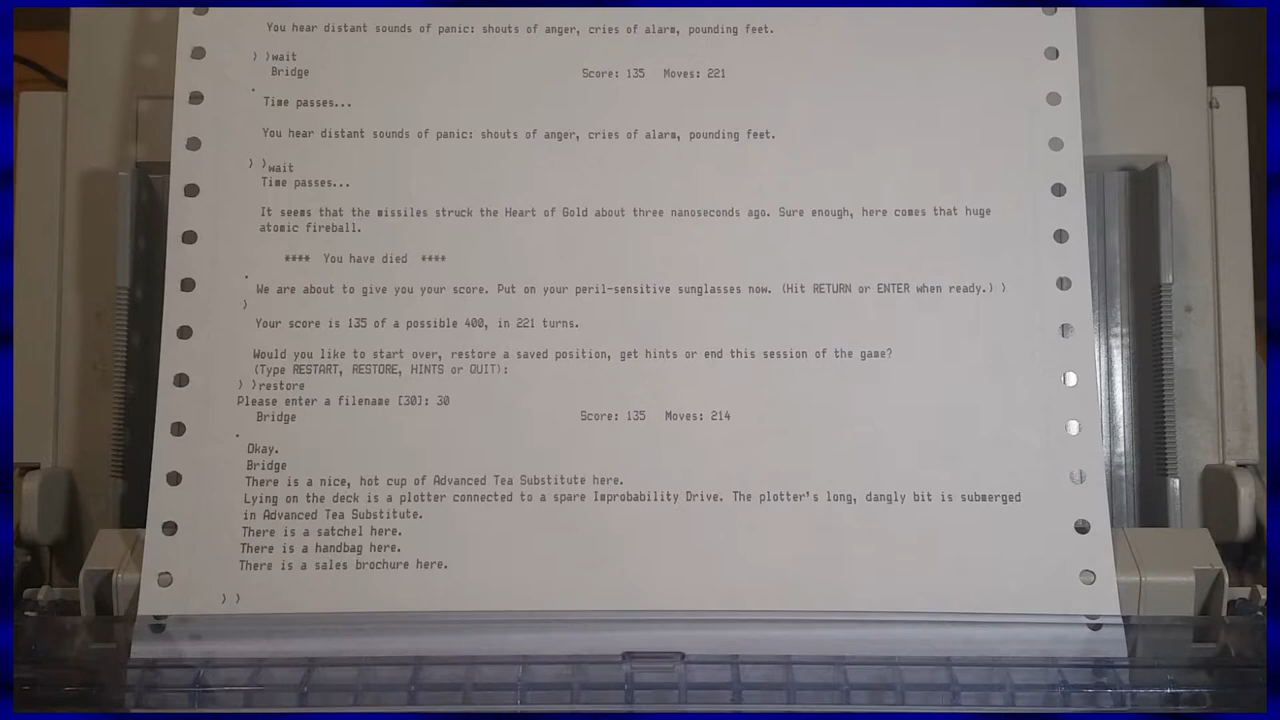 You hear distant sounds of panic: shouts of anger, cries of alarm, pounding feet.
) )wait
Bridge Score: 135 Moves: 221
.
Time passes...
You hear distant sounds of panic: shouts of anger, cries of alarm, pounding feet.
) )wait
Time passes...
It seems that the missiles struck the Heart of Gold about three nanoseconds ago. Sure enough, here comes that huge
atomic fireball.
**** You have died ****
.
We are about to give you your score. Put on your peril-sensitive sunglasses now. (Hit RETURN or ENTER when ready.) )
)
Your score is 135 of a possible 400, in 221 turns.
Would you like to start over, restore a saved position, get hints or end this session of the game?
(Type RESTART, RESTORE, HINTS or QUIT):
) )restore
Please enter a filename [30]: 30
Bridge Score: 135 Moves: 214
.
Okay.
Bridge
There is a nice, hot cup of Advanced Tea Substitute here.
Lying on the deck is a plotter connected to a spare Improbability Drive. The plotter's long, dangly bit is submerged
in Advanced Tea Substitute.
There is a satchel here.
There is a handbag here.
There is a sales brochure here.
) )